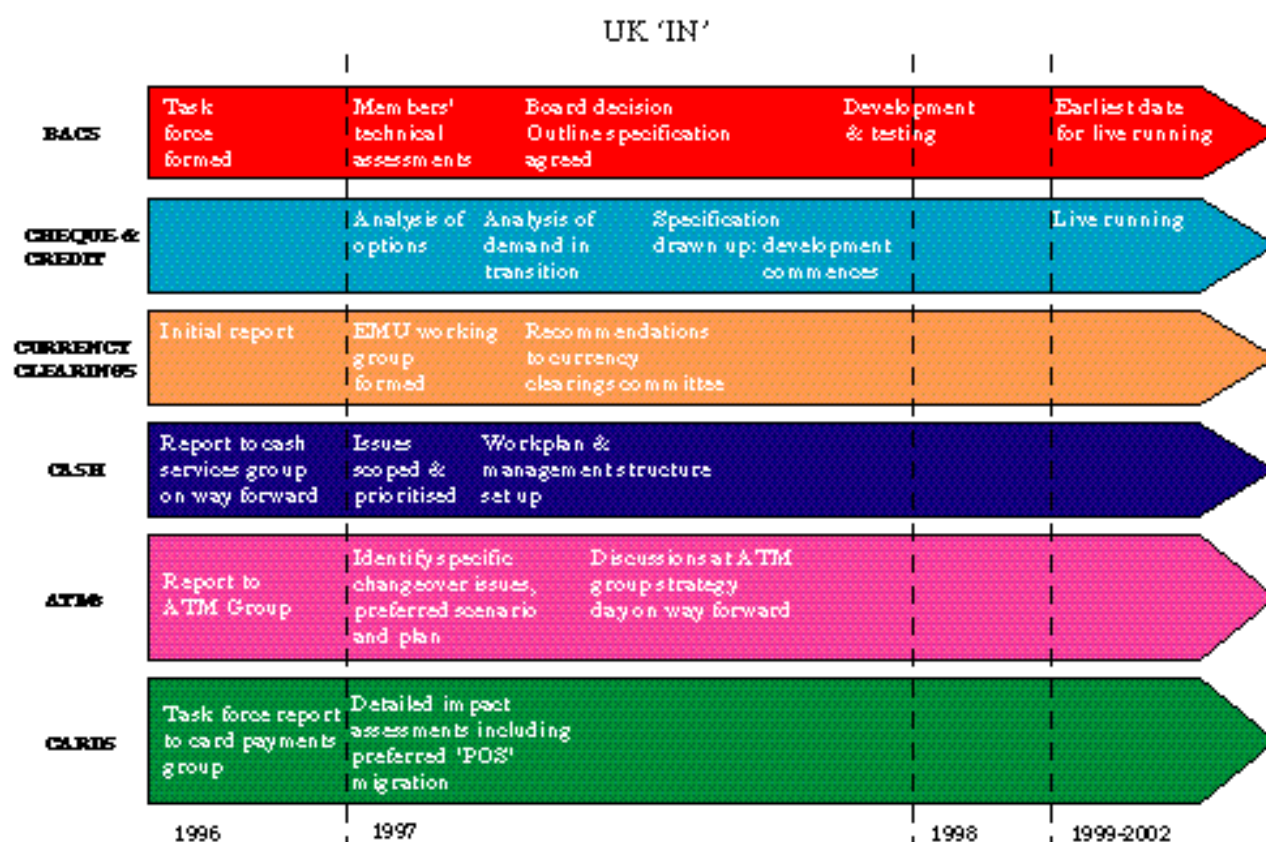 UK 'IN'
BACS
Task
force
formed
Members'
technical
assessments
Board decision
Outline specification
agreed
Development
& testing
Earliest date
for live running
CHEQUE &
CREDIT
Analysis of
options
Analysis of
demand in
transition
Specification
drawn up: development
commences
Live running
CURRENCY
CLEARINGS
Initial report
EMU working
group
formed
Recommendations
to currency
clearings committee
CASH
Report to cash
services group
on way forward
Issues
scoped &
prioritised
Workplan &
management structure
set up
ATMS
Report to
ATM Group
Identify specific
changeover issues,
preferred scenario
and plan
Discussions at ATM
group strategy
day on way forward
CARDS
Task force report
to card payments
group
Detailed impact
assessments including
preferred 'POS'
migration
1996
1997
1998
1999-2002